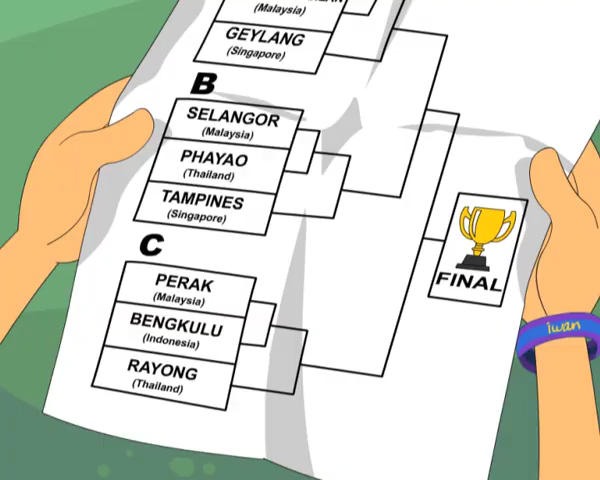 (Malaysia)
GEYLANG
(Singapore)
B
SELANGOR
(Malaysia)
PHAYAO
(Thailand)
TAMPINES
(Singapore)
C
PERAK
(Malaysia)
BENGKULU
(Indonesia)
RAYONG
(Thailand)
FINAL
iwan